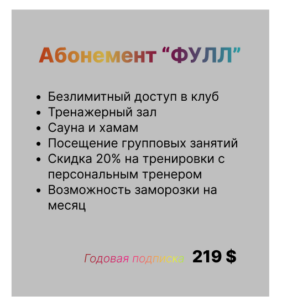 Абонемент “ФУЛЛ”
• Безлимитный доступ в клуб
• Тренажерный зал
• Сауна и хамам
• Посещение групповых занятий
• Скидка 20% на тренировки с
персональным тренером
• Возможность заморозки на
месяц
Годовая подписка 219 $